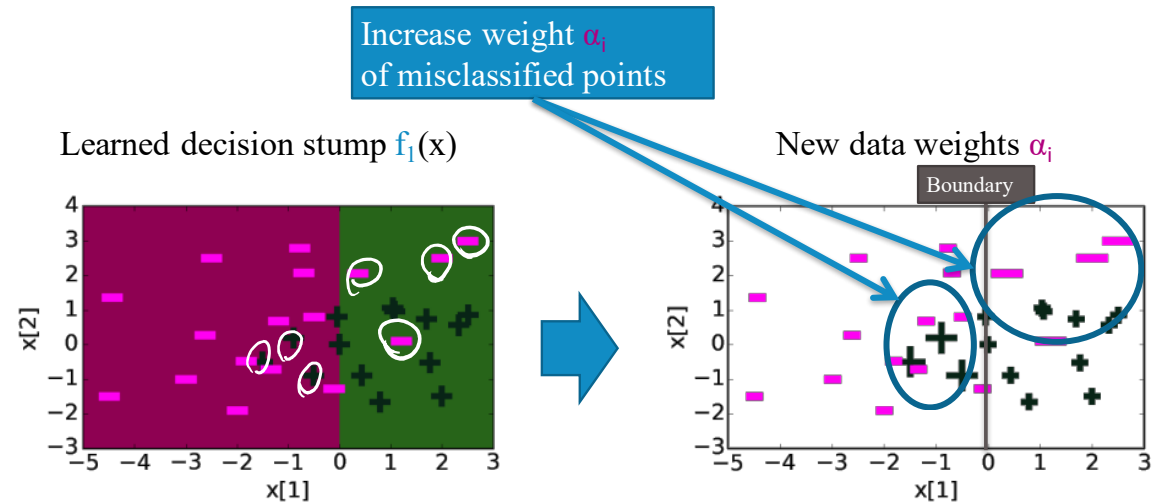 Increase weight αᵢ
of misclassified points
Learned decision stump f₁(x)
New data weights αᵢ
Boundary
4
3
2
1
0
−1
−2
−3
x[2]
−5 −4 −3 −2 −1 0 1 2 3
x[1]
4
3
2
1
0
−1
−2
−3
x[2]
−5 −4 −3 −2 −1 0 1 2 3
x[1]